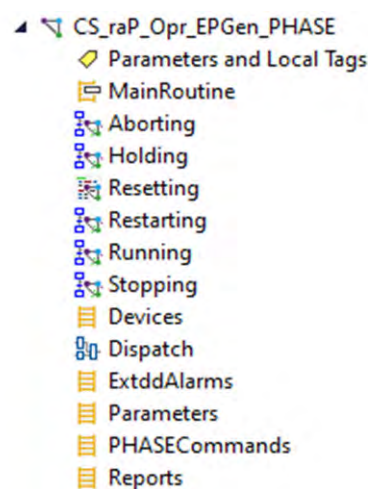 CS_raP_Opr_EPGen_PHASE
Parameters and Local Tags
MainRoutine
Aborting
Holding
Resetting
Restarting
Running
Stopping
Devices
Dispatch
ExtddAlarms
Parameters
PHASECommands
Reports